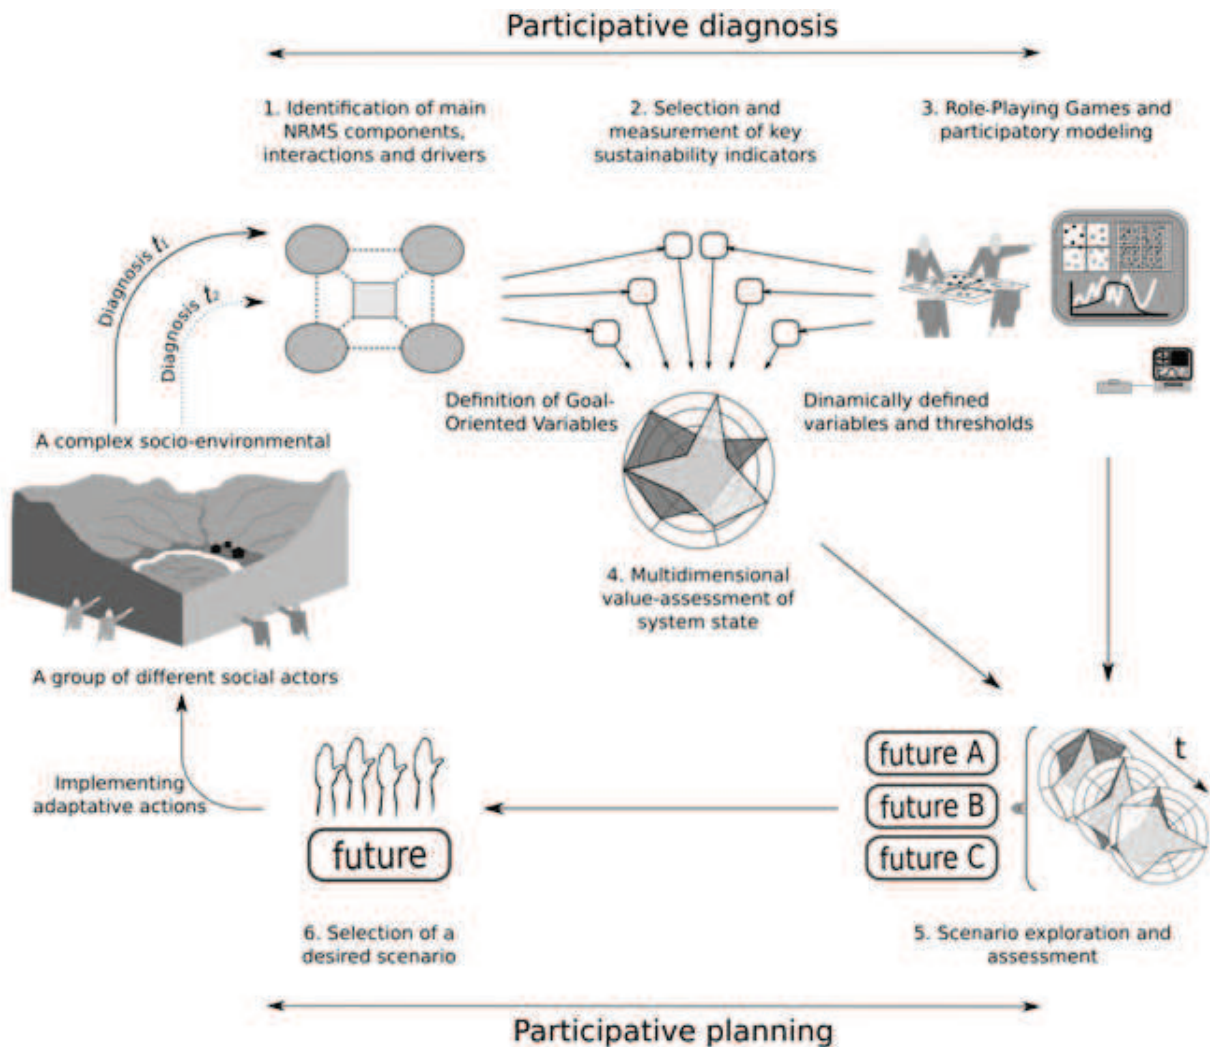 Participative diagnosis
1. Identification of main
NRMS components,
interactions and drivers
2. Selection and
measurement of key
sustainability indicators
3. Role-Playing Games and
participatory modeling
Diagnosis t1
Diagnosis t2
Definition of Goal-
Oriented Variables
Dinamically defined
variables and thresholds
A complex socio-environmental
4. Multidimensional
value-assessment of
system state
A group of different social actors
Implementing
adaptative actions
future
future A
future B
future C
t
6. Selection of a
desired scenario
5. Scenario exploration and
assessment
Participative planning